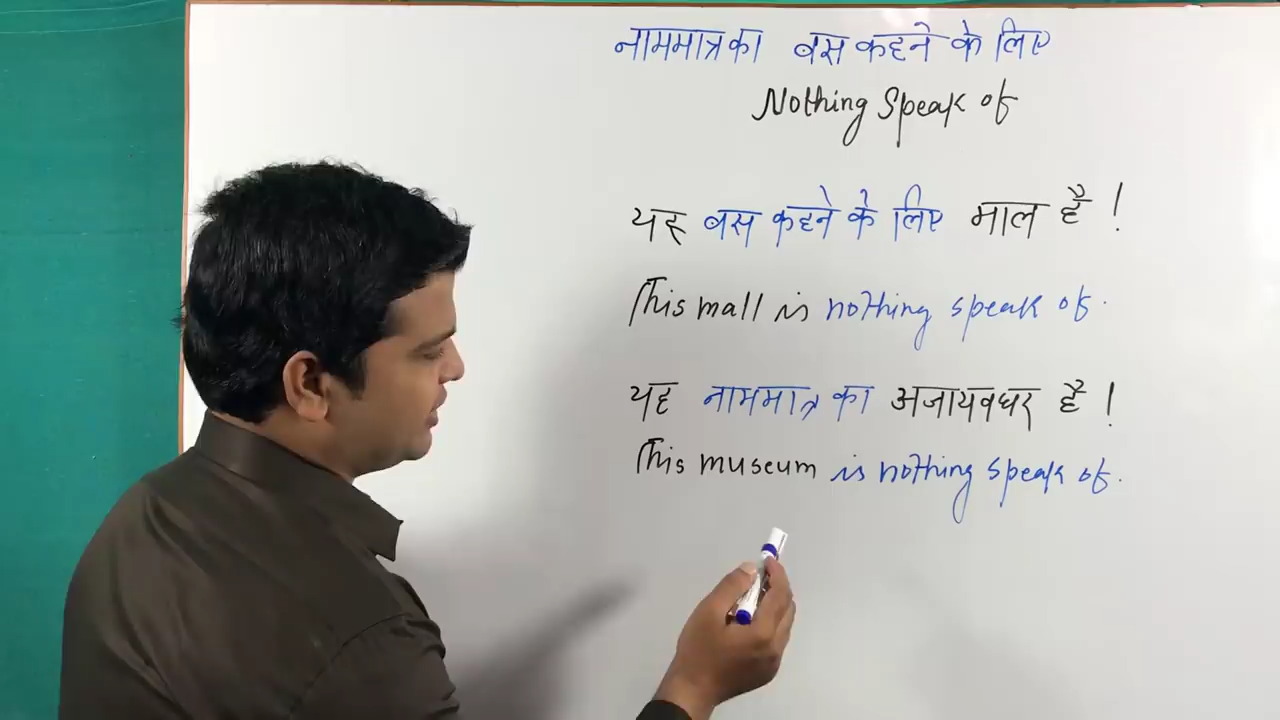 नाममात्र का बस कहने के लिए
Nothing Speak of
यह बस कहने के लिए माल है !
This mall is nothing speak of.
यह नाममात्र का अजायबघर है !
This museum is nothing speak of.